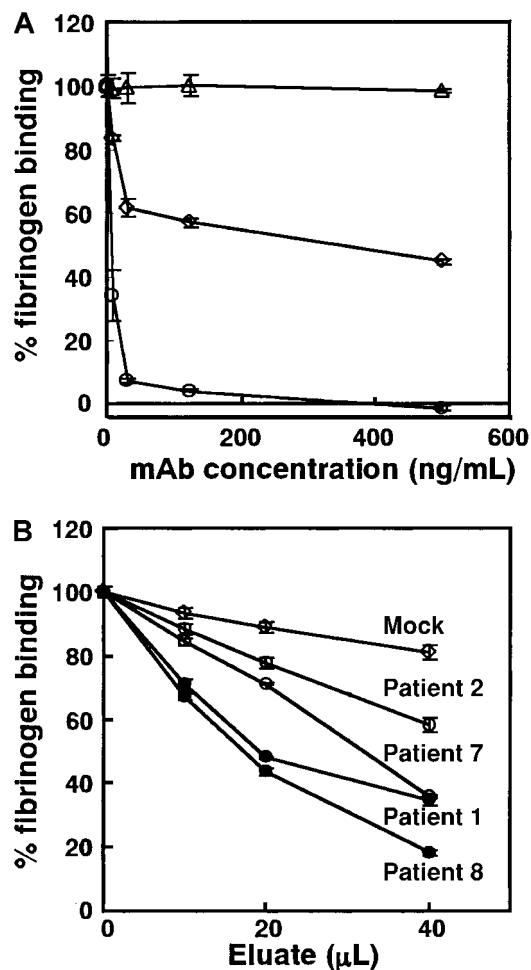 A
120
100
80
60
40
20
0
% fibrinogen binding
0 200 400 600
mAb concentration (ng/mL)
B
120
100
80
60
40
20
0
% fibrinogen binding
Mock
Patient 2
Patient 7
Patient 1
Patient 8
0 20 40
Eluate (μL)